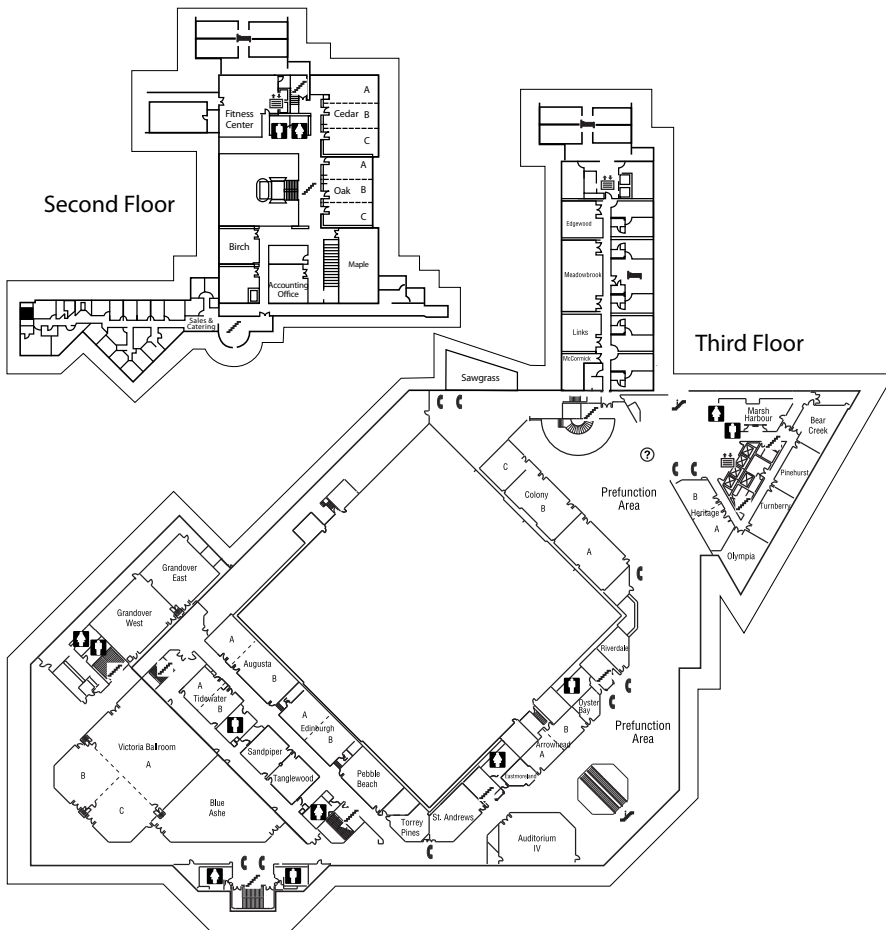 Second Floor
Fitness
Center
A
Cedar
B
C
A
Oak
B
C
Birch
Accounting
Office
Maple
Sales &
Catering
Third Floor
Edgewood
Meadowbrook
Links
McCormick
Sawgrass
Marsh
Harbour
Bear
Creek
Pinehurst
Turnberry
Olympia
B
Heritage
A
?
Prefunction
Area
C
Colony
B
A
Grandover
East
Grandover
West
A
Augusta
B
A
Tidewater
B
A
Edinburgh
B
Riverdale
Oyster
Bay
B
Arrowhead
A
Eastmoreland
Prefunction
Area
Victoria Ballroom
A
B
C
Blue
Ashe
Sandpiper
Tanglewood
Pebble
Beach
Torrey
Pines
St. Andrews
Auditorium
IV